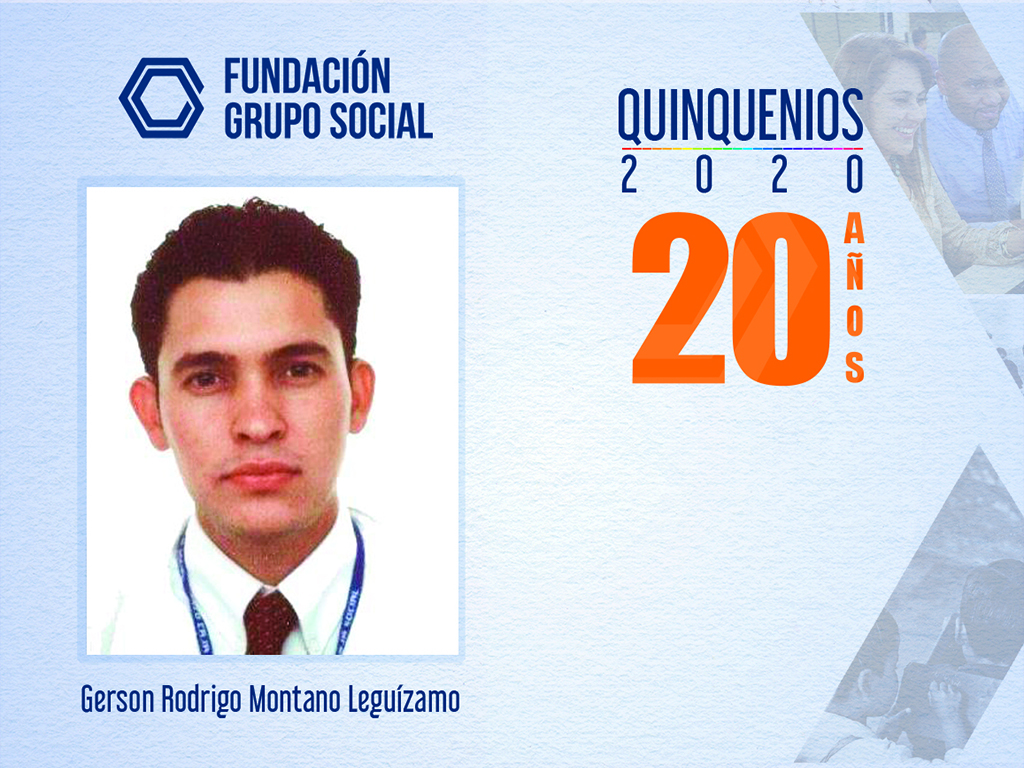 FUNDACIÓN
GRUPO SOCIAL
QUINQUENIOS
2020
20
AÑOS
Gerson Rodrigo Montano Leguízamo